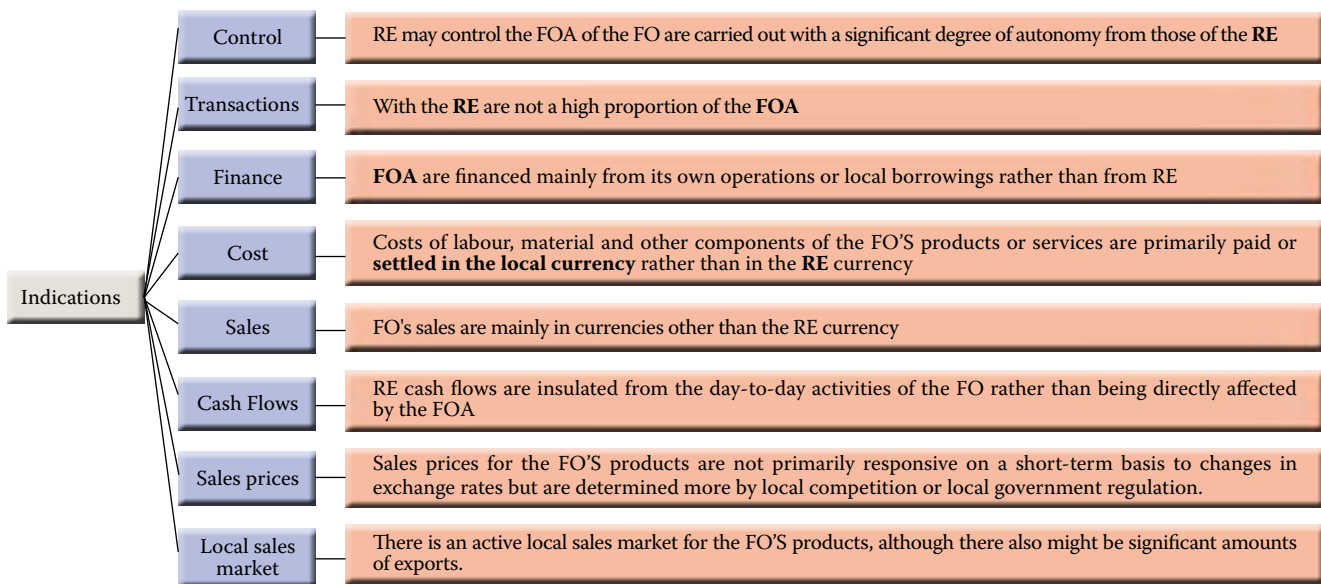 Control
RE may control the FOA of the FO are carried out with a significant degree of autonomy from those of the RE
Transactions
With the RE are not a high proportion of the FOA
Finance
FOA are financed mainly from its own operations or local borrowings rather than from RE
Cost
Costs of labour, material and other components of the FO'S products or services are primarily paid or
settled in the local currency rather than in the RE currency
Indications
Sales
FO's sales are mainly in currencies other than the RE currency
Cash Flows
RE cash flows are insulated from the day-to-day activities of the FO rather than being directly affected
by the FOA
Sales prices
Sales prices for the FO'S products are not primarily responsive on a short-term basis to changes in
exchange rates but are determined more by local competition or local government regulation.
Local sales
market
There is an active local sales market for the FO'S products, although there also might be significant amounts
of exports.